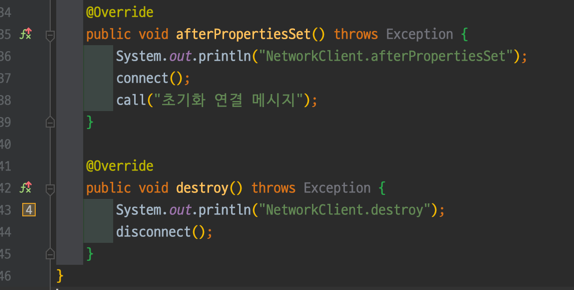 34 @Override
35 public void afterPropertiesSet() throws Exception {
36 System.out.println("NetworkClient.afterPropertiesSet");
37 connect();
38 call("초기화 연결 메시지");
39 }
40
41 @Override
42 public void destroy() throws Exception {
43 4 System.out.println("NetworkClient.destroy");
44 disconnect();
45 }
46 }